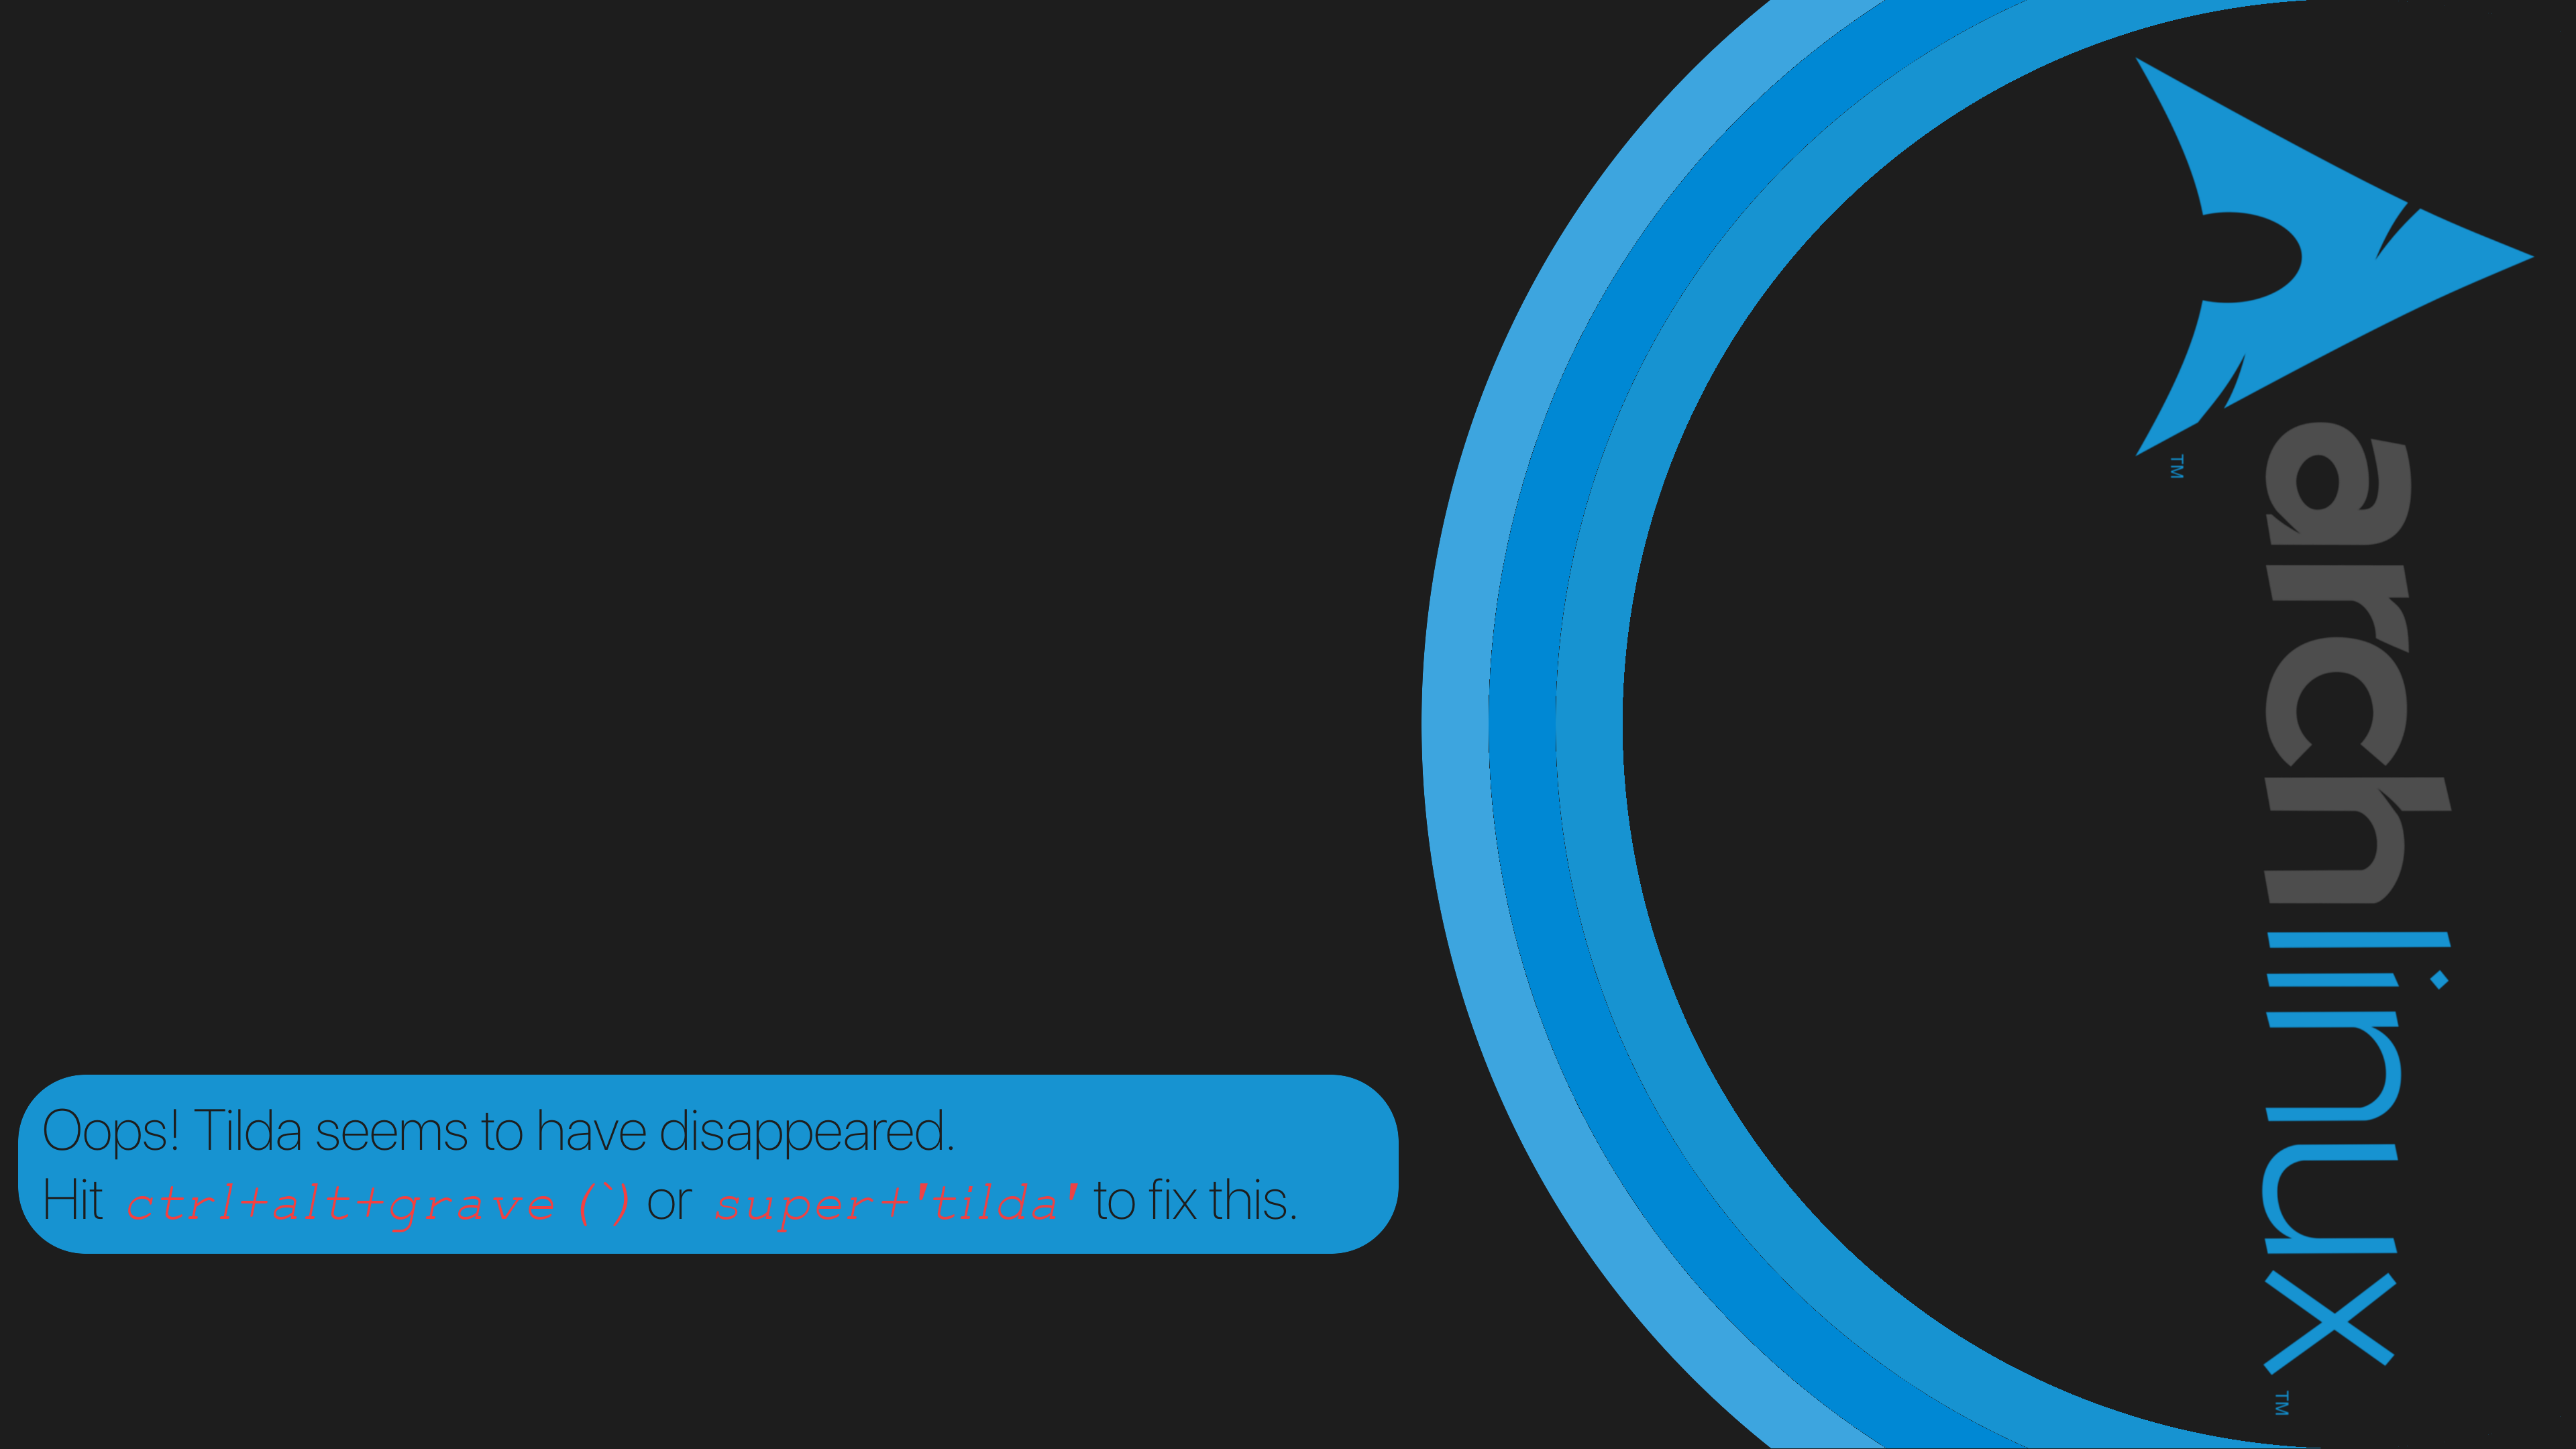 Oops! Tilda seems to have disappeared.
Hit ctrl+alt+grave (`) or super+'tilda' to fix this.
archlinux
TM
TM